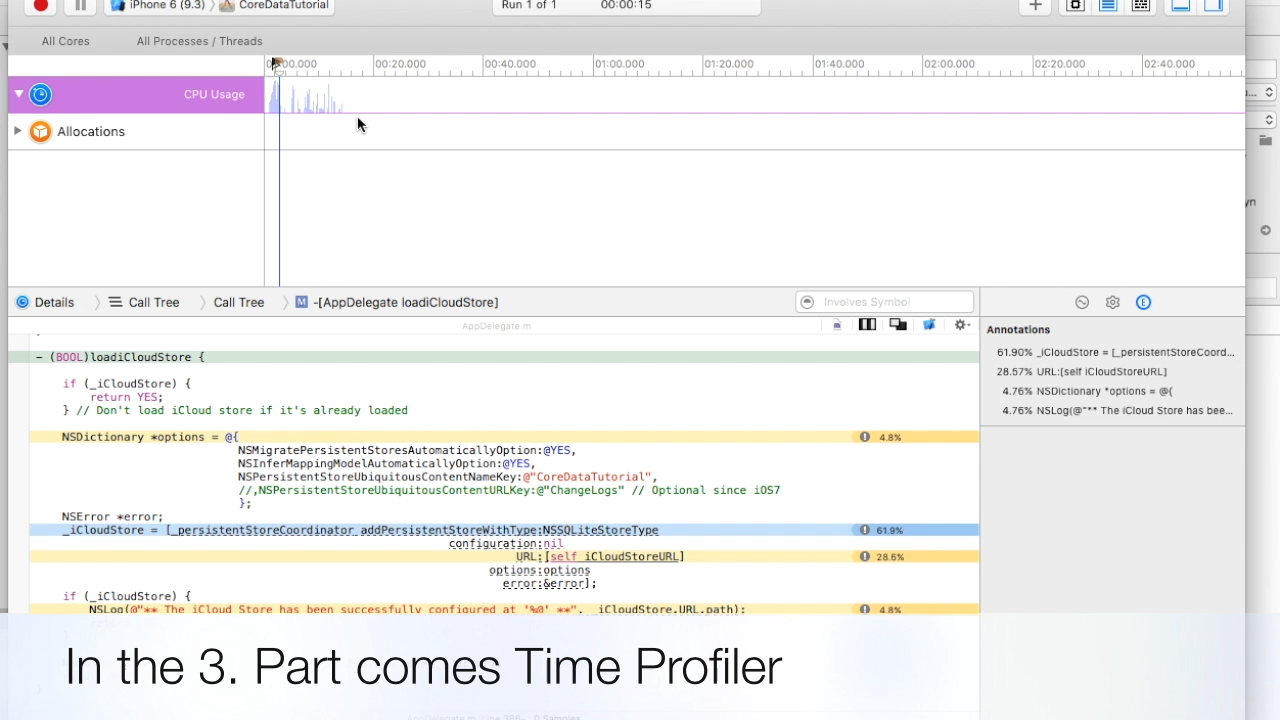 iPhone 6 (9.3) CoreDataTutorial Run 1 of 1 00:00:15
All Cores All Processes / Threads
00:20.000 00:40.000 01:00.000 01:20.000 01:40.000 02:00.000 02:20.000 02:40.000
CPU Usage
Allocations
Details Call Tree Call Tree M -[AppDelegate loadiCloudStore] Involves Symbol E
AppDelegate.m
Annotations
61.90% _iCloudStore = [_persistentStoreCoord...
28.57% URL:[self iCloudStoreURL]
4.76% NSDictionary *options = @{
4.76% NSLog(@"** The iCloud Store has bee...
- (BOOL)loadiCloudStore {
if (_iCloudStore) {
return YES;
} // Don't load iCloud store if it's already loaded
NSDictionary *options = @{ 4.8%
NSMigratePersistentStoresAutomaticallyOption:@YES,
NSInferMappingModelAutomaticallyOption:@YES,
NSPersistentStoreUbiquitousContentNameKey:@"CoreDataTutorial",
//,NSPersistentStoreUbiquitousContentURLKey:@"ChangeLogs" // Optional since iOS7
};
NSError *error;
_iCloudStore = [_persistentStoreCoordinator addPersistentStoreWithType:NSSQLiteStoreType 61.9%
configuration:nil
URL:[self iCloudStoreURL] 28.6%
options:options
error:&error];
if (_iCloudStore) {
NSLog(@"** The iCloud Store has been successfully configured at '%@' **", _iCloudStore.URL.path); 4.8%
In the 3. Part comes Time Profiler